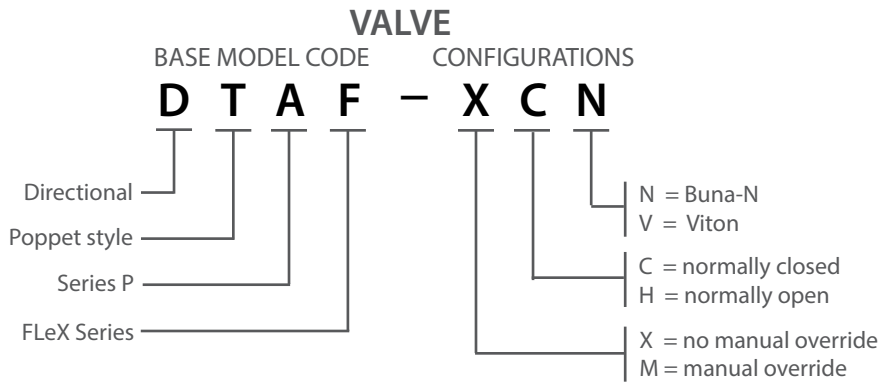 VALVE
BASE MODEL CODE CONFIGURATIONS
D T A F – X C N
Directional
Poppet style
Series P
FLeX Series
N = Buna-N
V = Viton
C = normally closed
H = normally open
X = no manual override
M = manual override